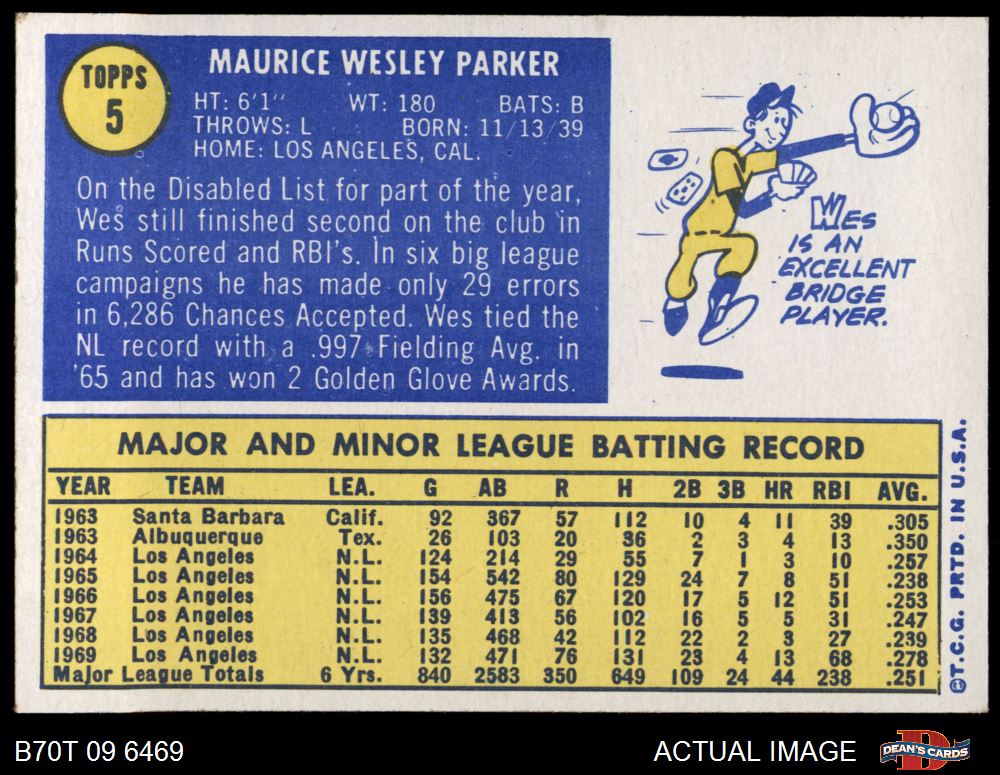 TOPPS
5
MAURICE WESLEY PARKER
HT: 6'1" WT: 180 BATS: B
THROWS: L BORN: 11/13/39
HOME: LOS ANGELES, CAL.
On the Disabled List for part of the year,
Wes still finished second on the club in
Runs Scored and RBI's. In six big league
campaigns he has made only 29 errors
in 6,286 Chances Accepted. Wes tied the
NL record with a .997 Fielding Avg. in
'65 and has won 2 Golden Glove Awards.
WES
IS AN
EXCELLENT
BRIDGE
PLAYER.
MAJOR AND MINOR LEAGUE BATTING RECORD
YEAR TEAM LEA. G AB R H 2B 3B HR RBI AVG.
1963 Santa Barbara Calif. 92 367 57 112 10 4 11 39 .305
1963 Albuquerque Tex. 26 103 20 36 2 3 4 13 .350
1964 Los Angeles N.L. 124 214 29 55 7 1 3 10 .257
1965 Los Angeles N.L. 154 542 80 129 24 7 8 51 .238
1966 Los Angeles N.L. 156 475 67 120 17 5 12 51 .253
1967 Los Angeles N.L. 139 413 56 102 16 5 5 31 .247
1968 Los Angeles N.L. 135 468 42 112 22 2 3 27 .239
1969 Los Angeles N.L. 132 471 76 131 23 4 13 68 .278
Major League Totals 6 Yrs. 840 2583 350 649 109 24 44 238 .251
©T.C.G. PRTD. IN U.S.A.
B70T 09 6469
ACTUAL IMAGE
DEAN'S CARDS